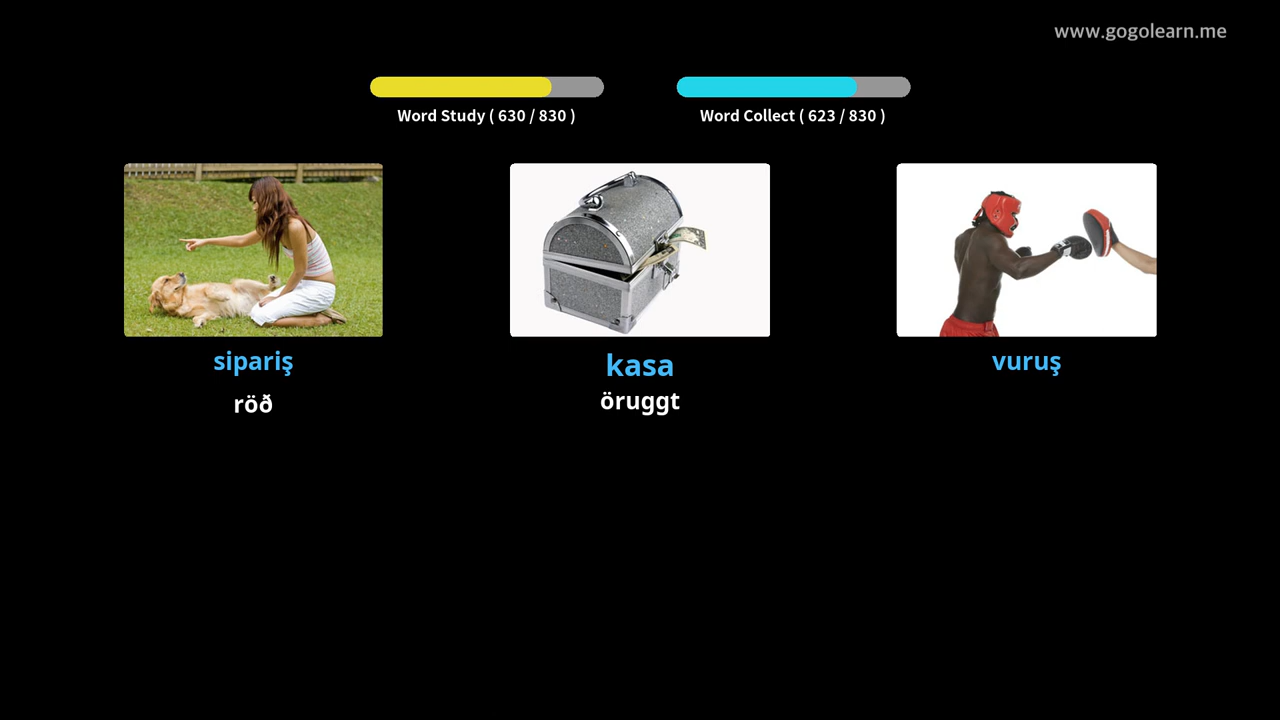 www.gogolearn.me
Word Study ( 630 / 830 )
Word Collect ( 623 / 830 )
sipariş
röð
kasa
öruggt
vuruş